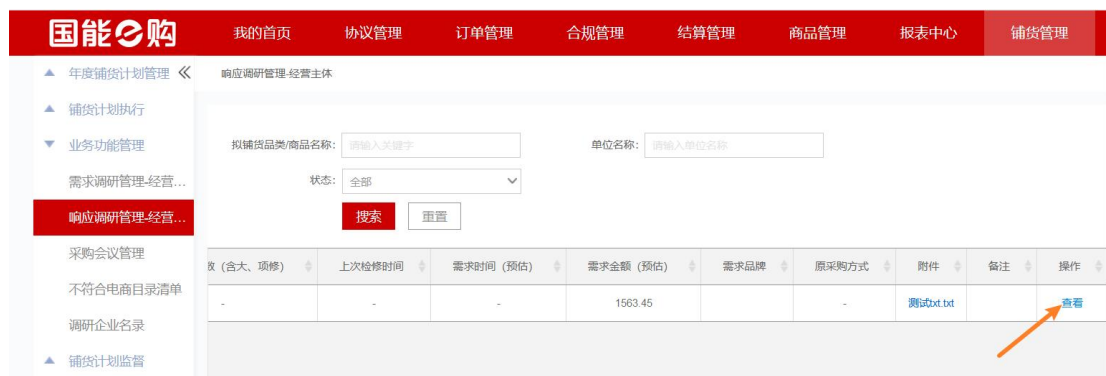 国能e购 我的首页 协议管理 订单管理 合规管理 结算管理 商品管理 报表中心 铺货管理
年度铺货计划管理 响应调研管理-经营主体
铺货计划执行
业务功能管理 拟铺货品类/商品名称: 请输入关键字 单位名称: 请输入单位名称
需求调研管理-经营... 状态: 全部
响应调研管理-经营... 搜索 重置
采购会议管理 (含大、项修) 上次检修时间 需求时间 (预估) 需求金额 (预估) 需求品牌 原采购方式 附件 备注 操作
不符合电商目录清单 - - - 1563.45 - 测试txt.txt 查看
调研企业名录
铺货计划监督